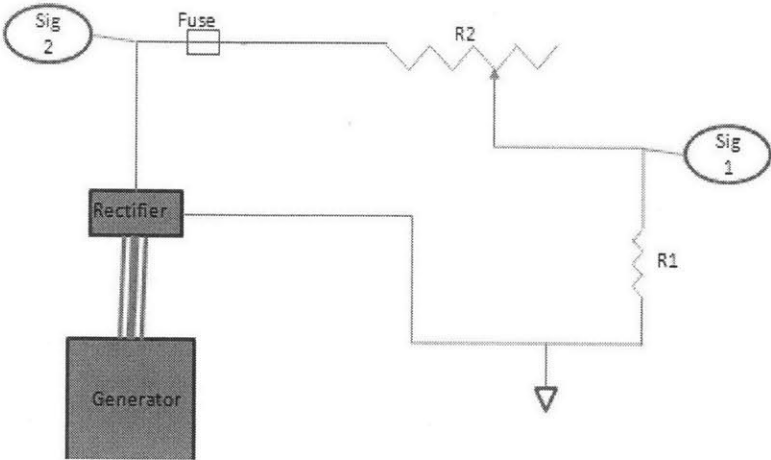 Sig
2
Fuse
R2
Sig
1
Rectifier
R1
Generator